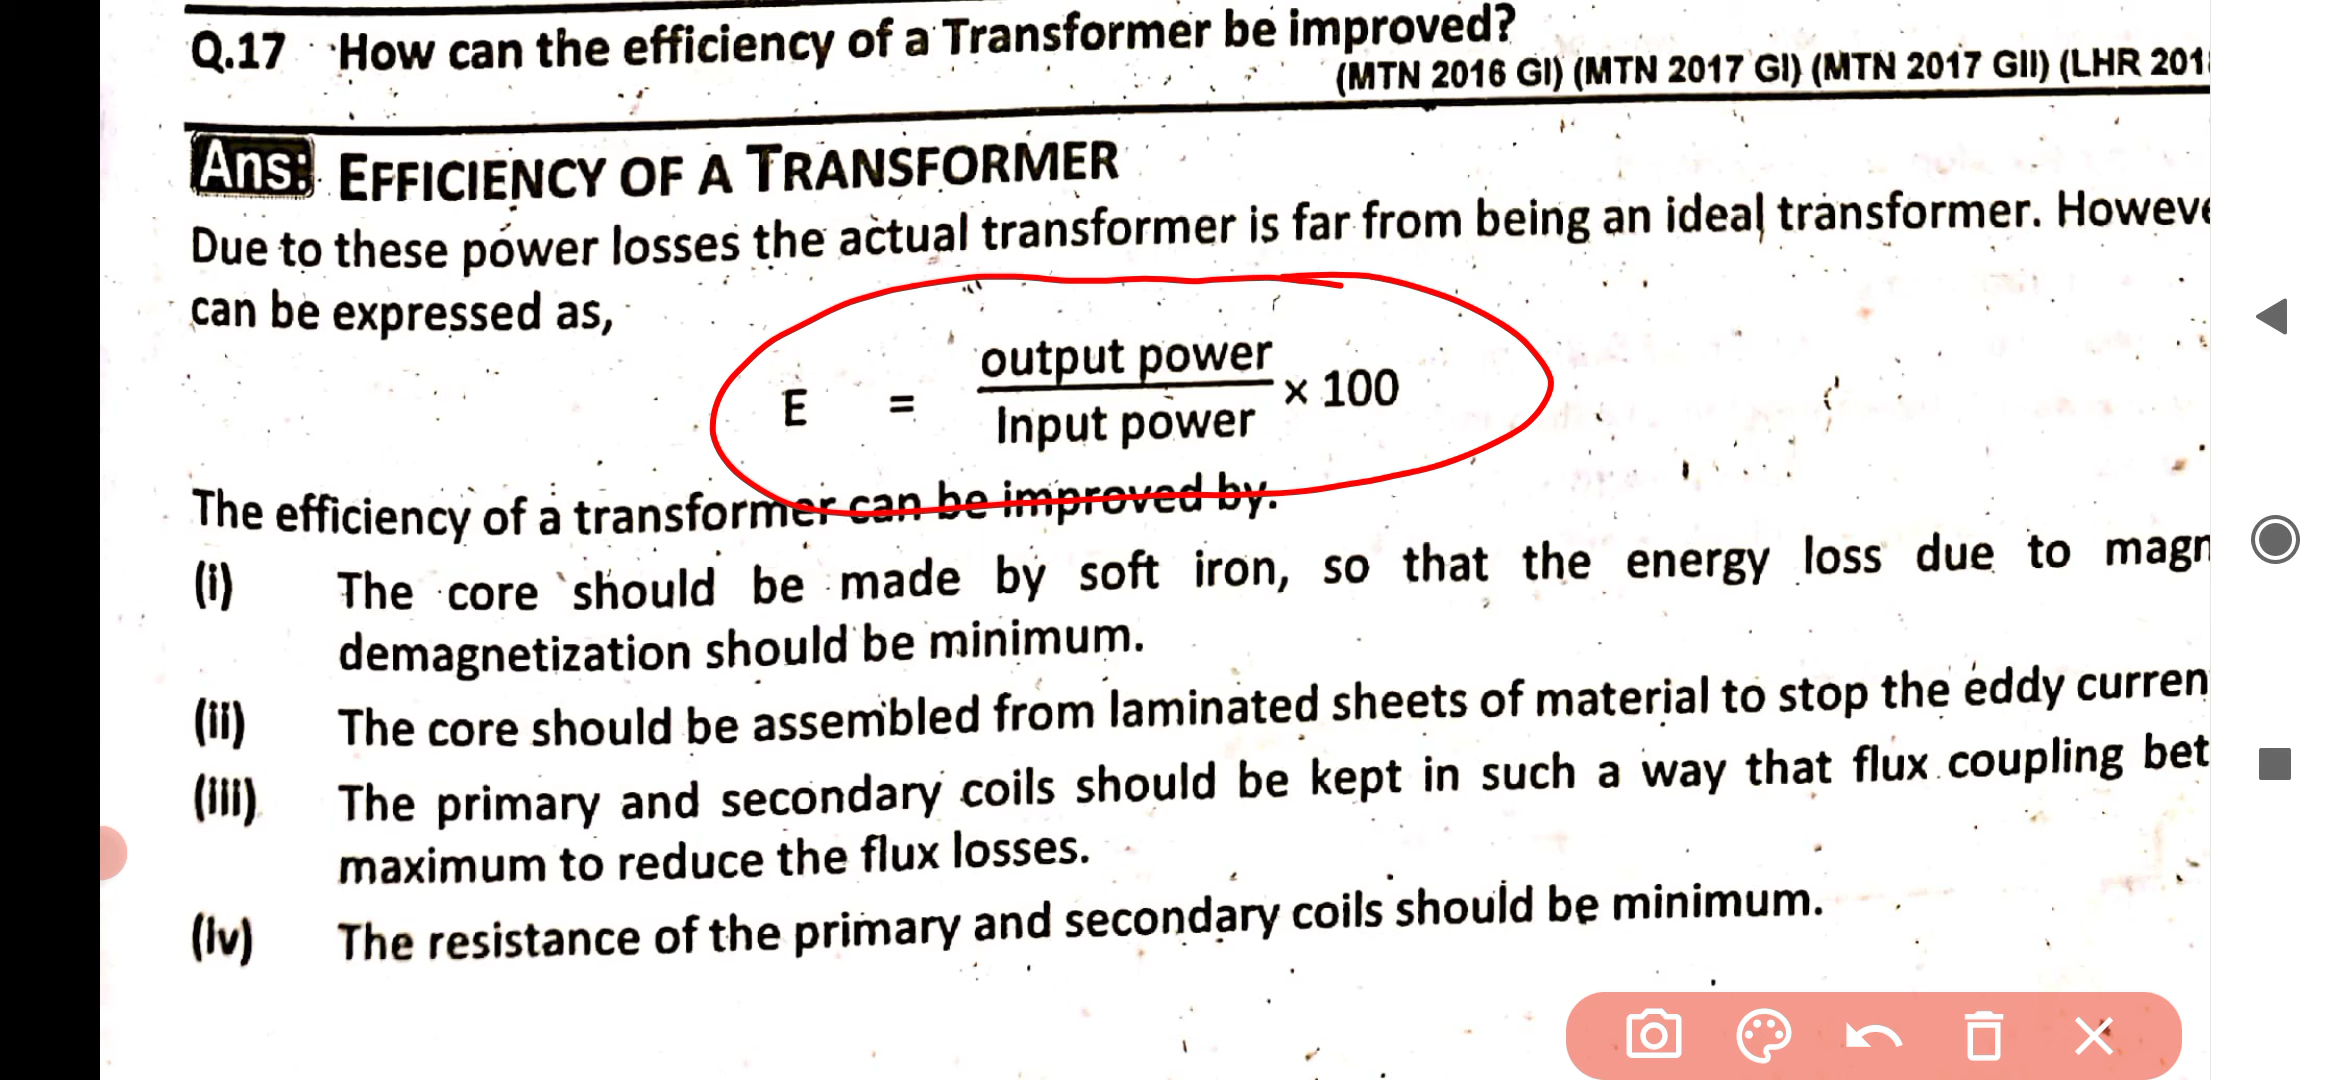 Q.17 How can the efficiency of a Transformer be improved?
(MTN 2016 GI) (MTN 2017 GI) (MTN 2017 GII) (LHR 201
Ans: EFFICIENCY OF A TRANSFORMER
Due to these power losses the actual transformer is far from being an ideal transformer. Howeve
can be expressed as,
E = output power / Input power × 100
The efficiency of a transformer can be improved by.
(i) The core should be made by soft iron, so that the energy loss due to magn
demagnetization should be minimum.
(ii) The core should be assembled from laminated sheets of material to stop the eddy curren
(iii) The primary and secondary coils should be kept in such a way that flux coupling bet
maximum to reduce the flux losses.
(Iv) The resistance of the primary and secondary coils should be minimum.